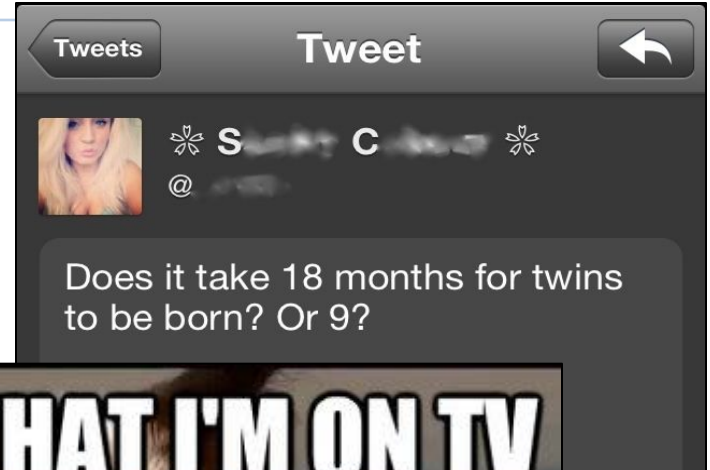 Tweets
Tweet
S C
@
Does it take 18 months for twins
to be born? Or 9?
HAT I'M ON TV